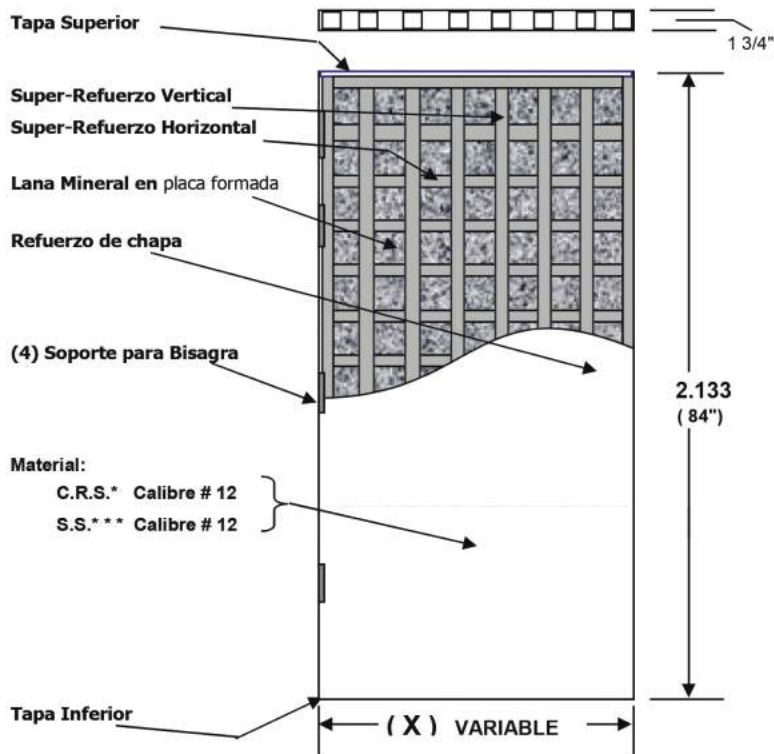 Tapa Superior
1 3/4"
Super-Refuerzo Vertical
Super-Refuerzo Horizontal
Lana Mineral en placa formada
Refuerzo de chapa
(4) Soporte para Bisagra
2.133
( 84")
Material:
C.R.S.* Calibre # 12
S.S.* * * Calibre # 12
Tapa Inferior
( X ) VARIABLE